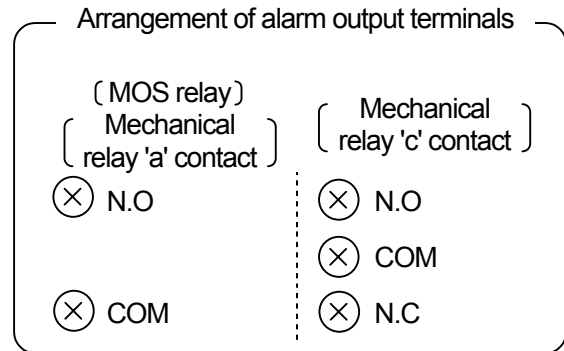 Arrangement of alarm output terminals
(MOS relay)
Mechanical
relay 'a' contact
N.O
COM
Mechanical
relay 'c' contact
N.O
COM
N.C